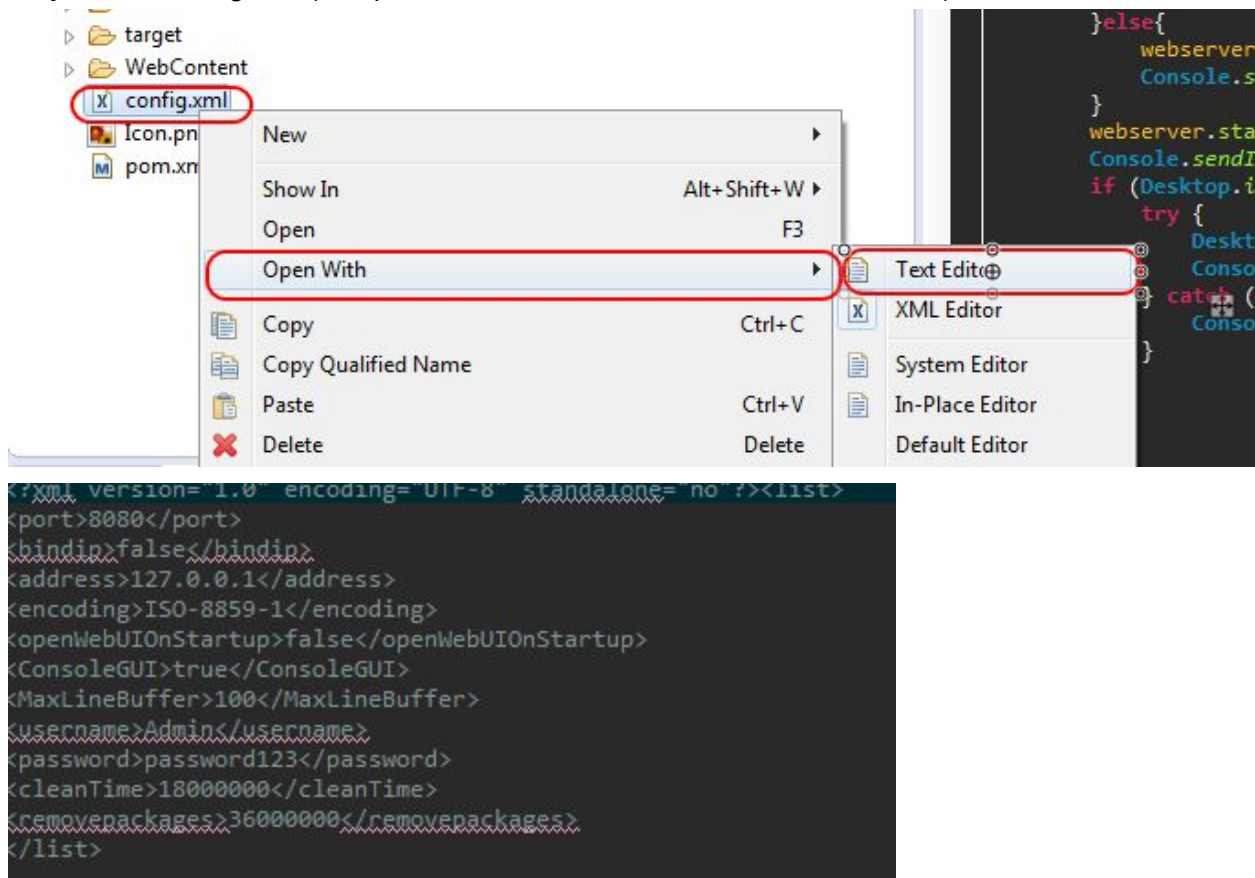 target
WebContent
config.xml
Icon.pn
pom.xm
New
Show In Alt+Shift+W
Open F3
Open With
Copy Ctrl+C
Copy Qualified Name
Paste Ctrl+V
Delete Delete
Text Edito
XML Editor
System Editor
In-Place Editor
Default Editor
}else{
webserver
Console.s
}
webserver.sta
Console.sendI
if (Desktop.i
try {
Deskt
Conso
} catch (
Conso
}
<?xml version="1.0" encoding="UTF-8" standalone="no"?><list>
<port>8080</port>
<bindip>false</bindip>
<address>127.0.0.1</address>
<encoding>ISO-8859-1</encoding>
<openWebUIOnStartup>false</openWebUIOnStartup>
<ConsoleGUI>true</ConsoleGUI>
<MaxLineBuffer>100</MaxLineBuffer>
<username>Admin</username>
<password>password123</password>
<cleanTime>18000000</cleanTime>
<removepackages>36000000</removepackages>
</list>